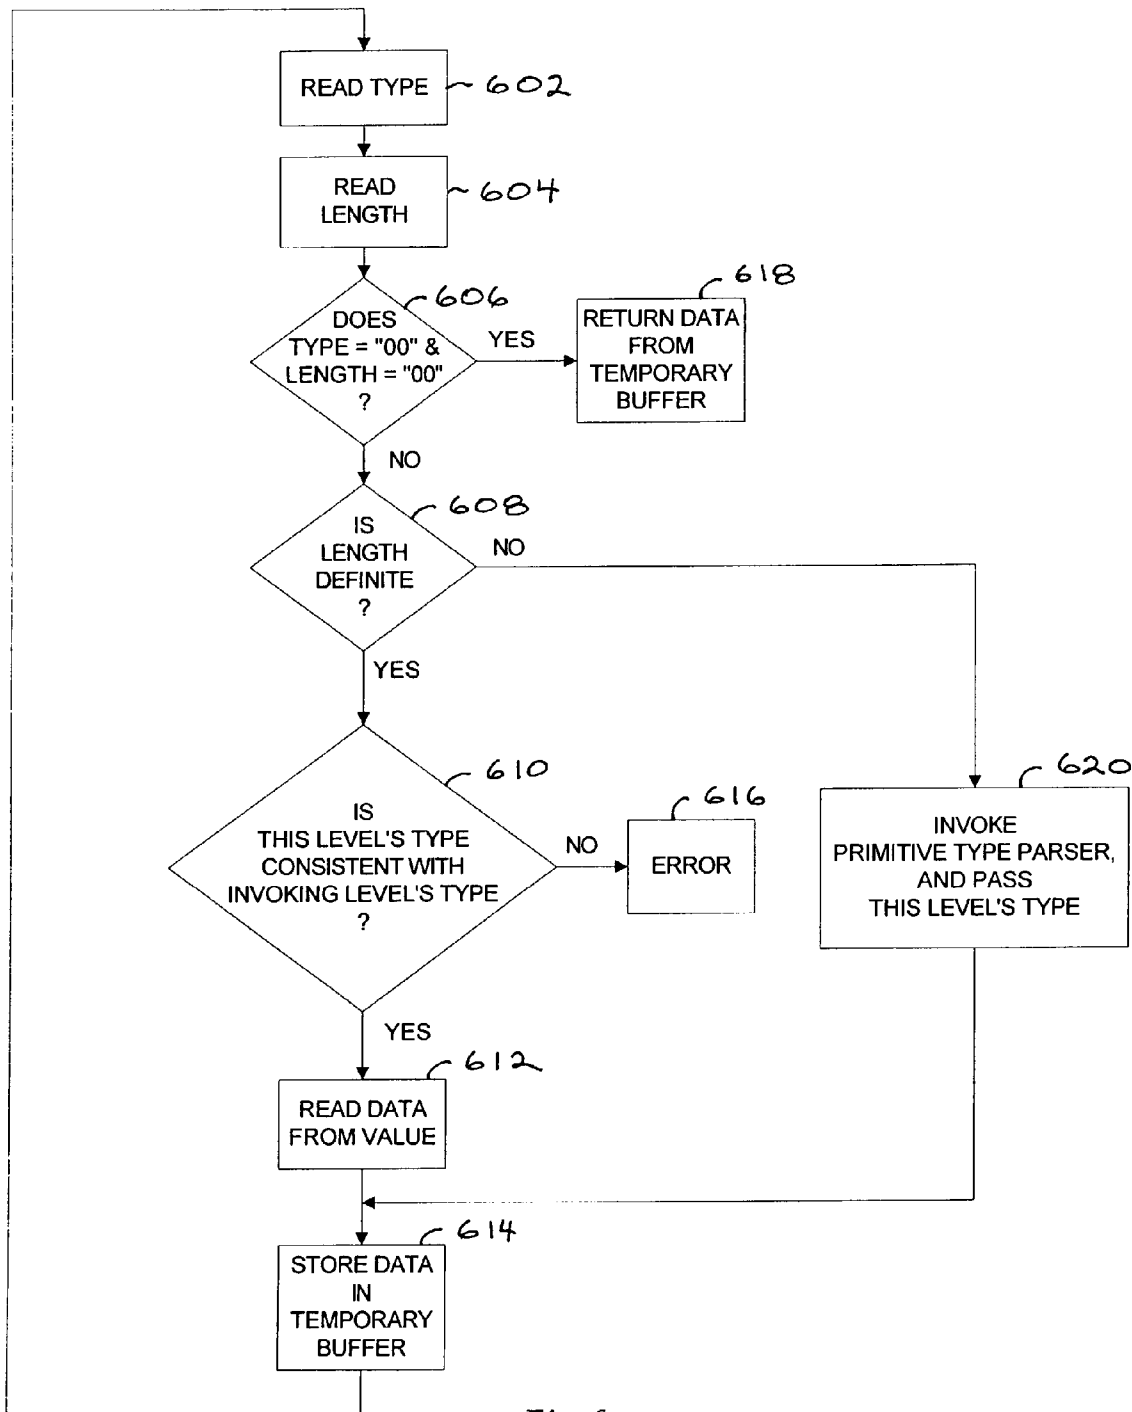 READ TYPE
602
READ
LENGTH
604
606
DOES
TYPE = "00" &
LENGTH = "00"
?
YES
618
RETURN DATA
FROM
TEMPORARY
BUFFER
NO
608
IS
LENGTH
DEFINITE
?
NO
YES
610
IS
THIS LEVEL'S TYPE
CONSISTENT WITH
INVOKING LEVEL'S TYPE
?
NO
616
ERROR
620
INVOKE
PRIMITIVE TYPE PARSER,
AND PASS
THIS LEVEL'S TYPE
YES
612
READ DATA
FROM VALUE
614
STORE DATA
IN
TEMPORARY
BUFFER